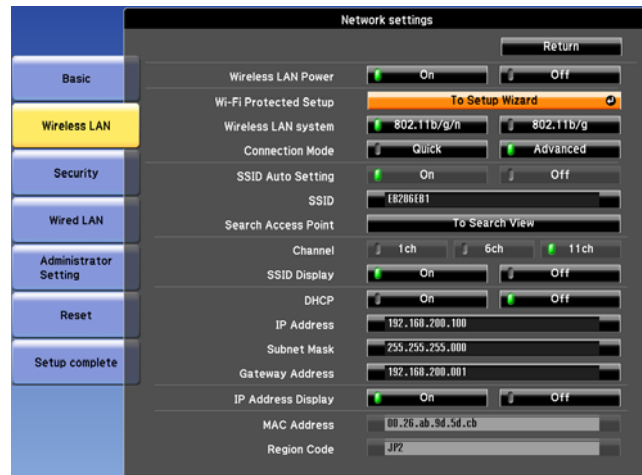 Network settings
Return
Basic
Wireless LAN
Security
Wired LAN
Administrator
Setting
Reset
Setup complete
Wireless LAN Power On Off
Wi-Fi Protected Setup To Setup Wizard
Wireless LAN system 802.11b/g/n 802.11b/g
Connection Mode Quick Advanced
SSID Auto Setting On Off
SSID EB286EB1
Search Access Point To Search View
Channel 1ch 6ch 11ch
SSID Display On Off
DHCP On Off
IP Address 192.168.200.100
Subnet Mask 255.255.255.000
Gateway Address 192.168.200.001
IP Address Display On Off
MAC Address 00.26.ab.9d.5d.cb
Region Code JP2